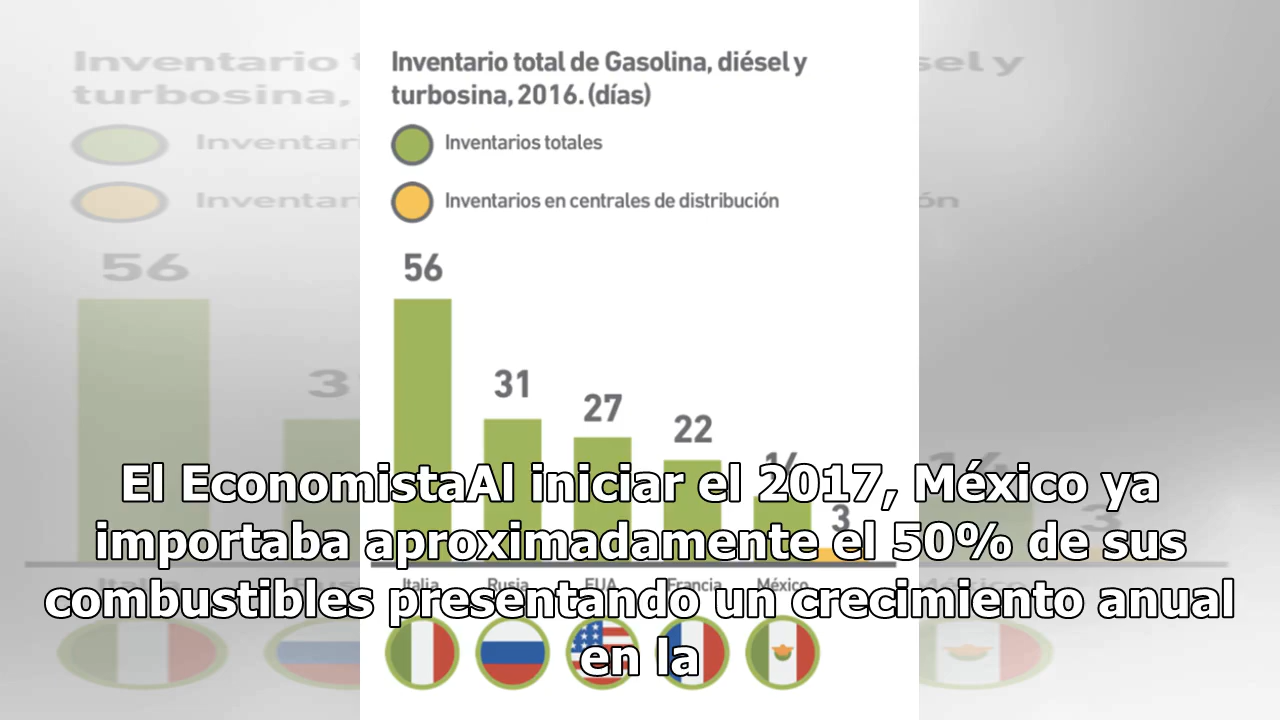 Inventario total de Gasolina, diésel y
turbosina, 2016. (días)
Inventarios totales
Inventarios en centrales de distribución
56
31
27
22
3
El EconomistaAl iniciar el 2017, México ya
importaba aproximadamente el 50% de sus
combustibles presentando un crecimiento anual
en la
Italia
Rusia
EUA
Francia
México